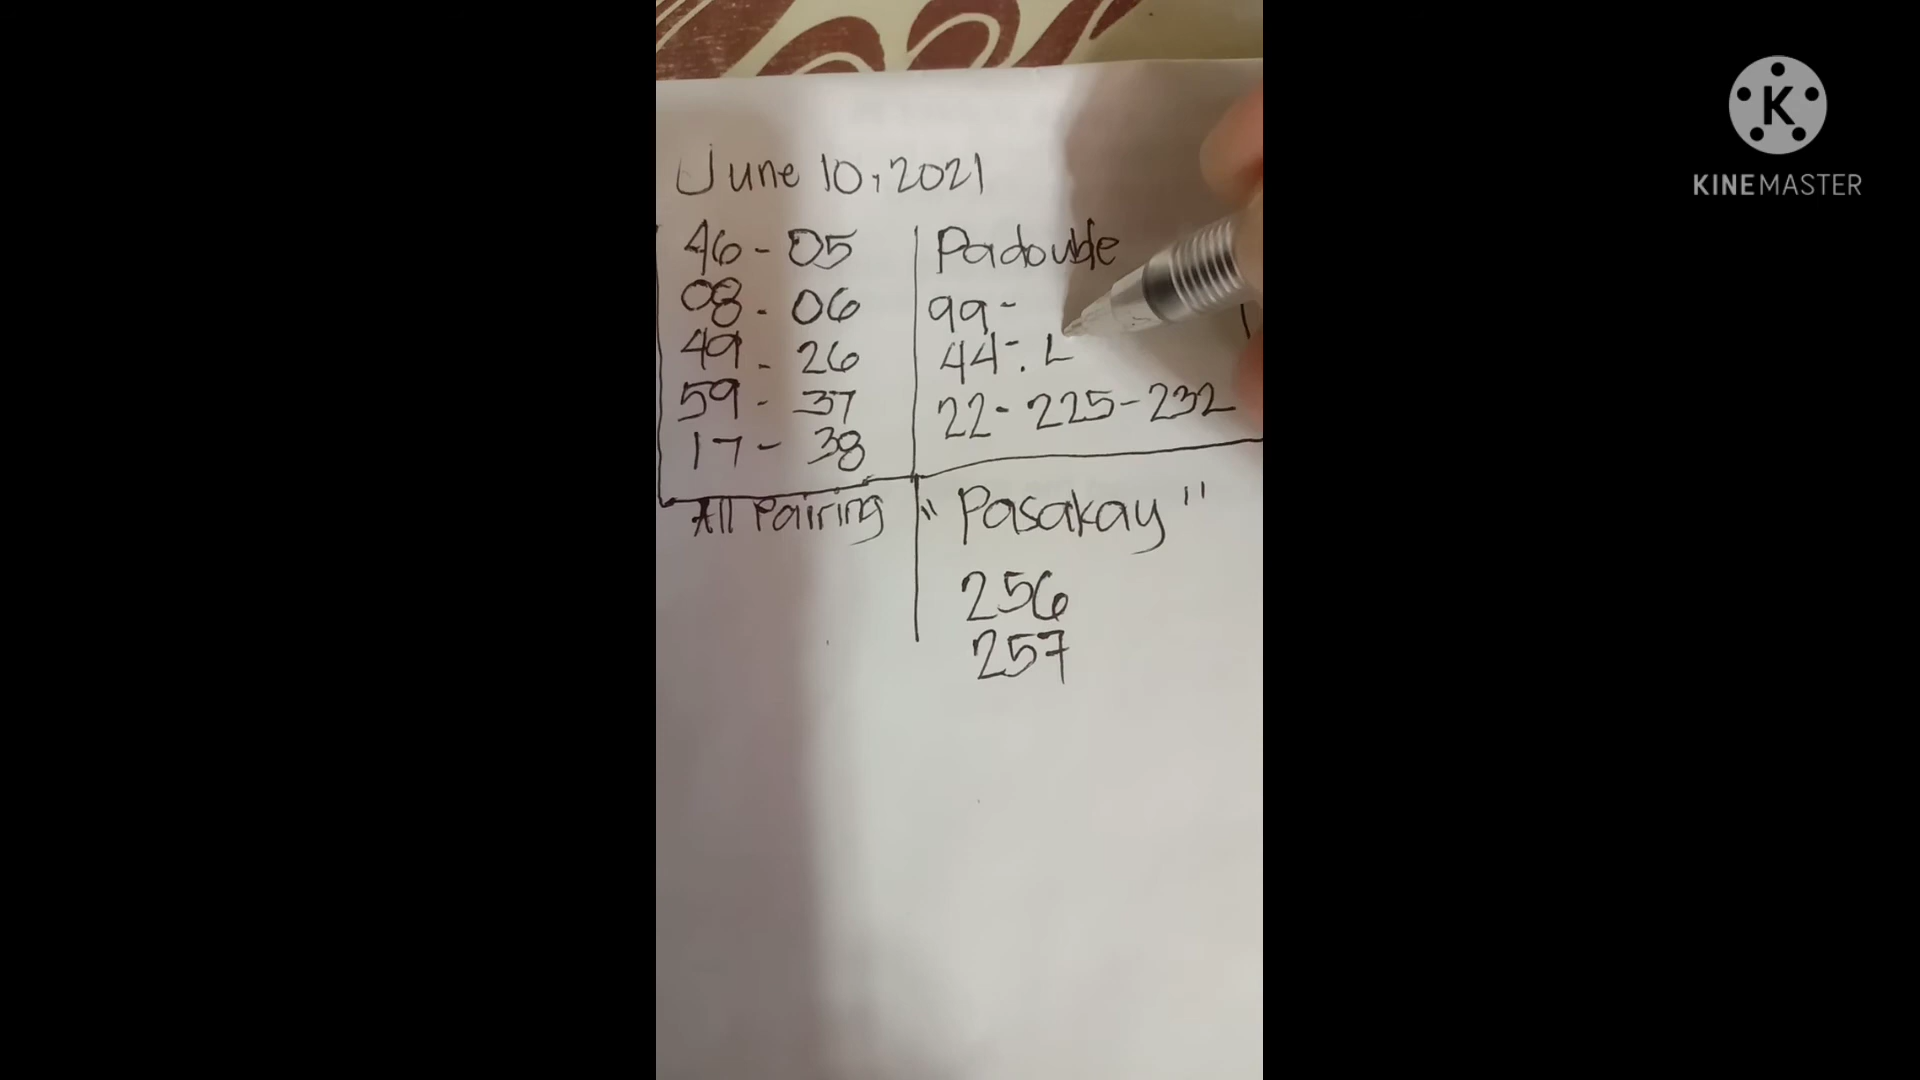 June 10, 2021
46 - 05
08 - 06
49 - 26
59 - 37
17 - 38
All Pairing
Padouble
99 -
44 - . L
22 - 225 - 232
"Pasakay"
256
257
K
KINEMASTER